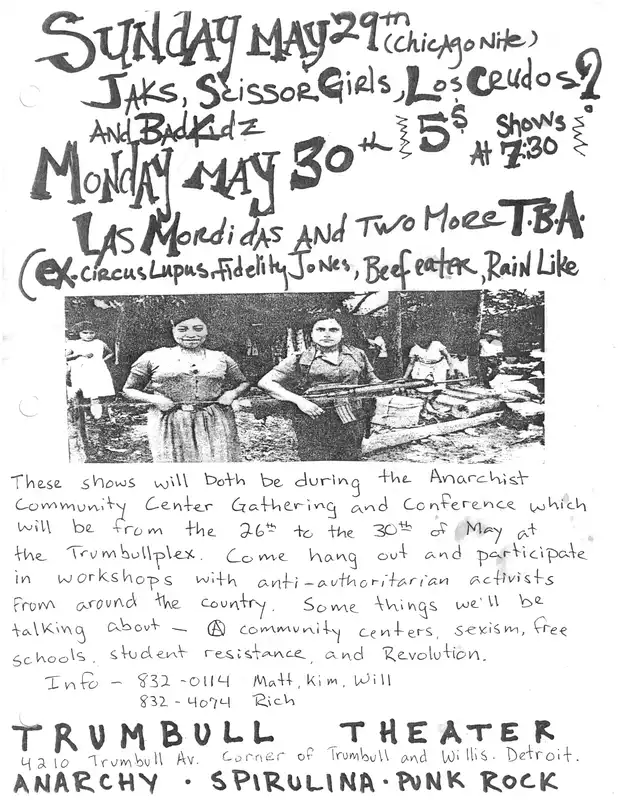 SUNDAY MAY 29th (Chicago Nite)
JAKS, Scissor Girls, Los Crudos?
AND BADKidz
5$ Shows At 7:30
MONDAY MAY 30th
LAS MordidAS AND TWO MORE T.B.A.
(ex-CIRCUS LUPUS, Fidelity JONES, Beefeater, RAIN LIKE
These shows will both be during the Anarchist
Community Center Gathering and Conference which
will be from the 26th to the 30th of May at
the Trumbullplex. Come hang out and participate
in workshops with anti-authoritarian activists
from around the country. Some things we'll be
talking about — Ⓐ community centers, sexism, free
schools, student resistance, and Revolution.
Info - 832-0114 Matt, Kim, Will
832-4074 Rich
TRUMBULL THEATER
4210 Trumbull Av. Corner of Trumbull and Willis. Detroit.
ANARCHY · SPIRULINA · PUNK ROCK